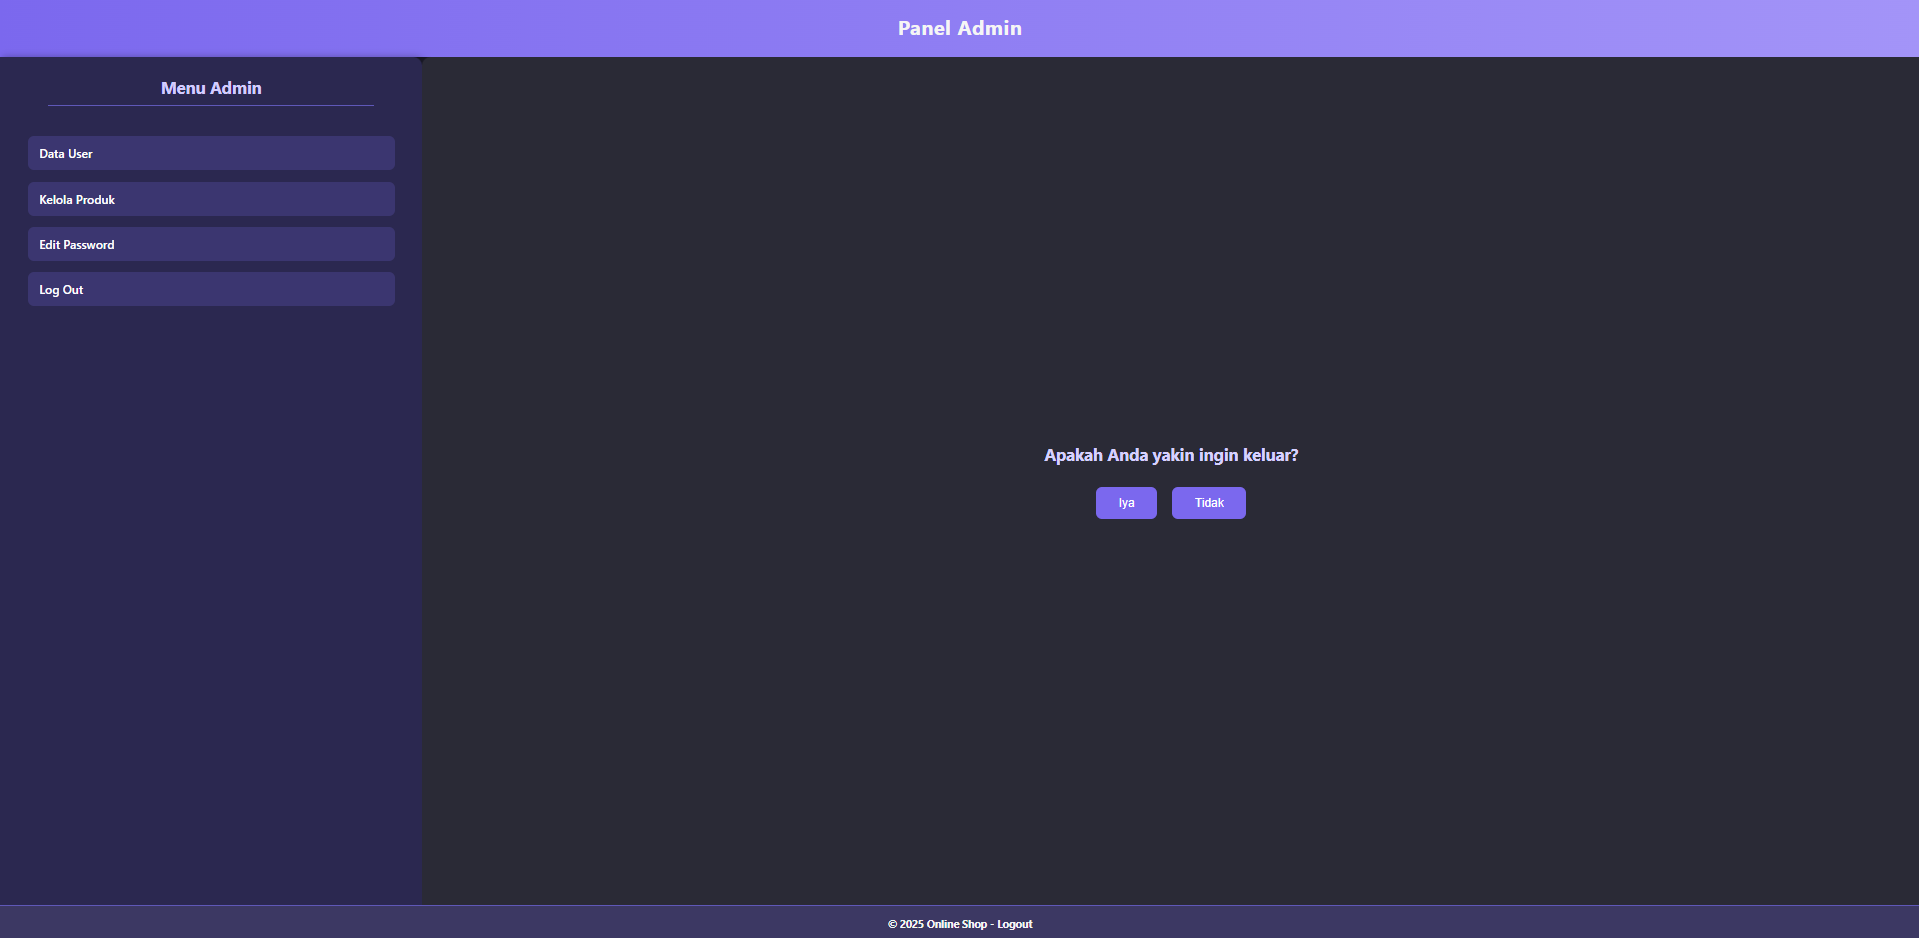 Panel Admin
Menu Admin
Data User
Kelola Produk
Edit Password
Log Out
Apakah Anda yakin ingin keluar?
Iya Tidak
© 2025 Online Shop - Logout